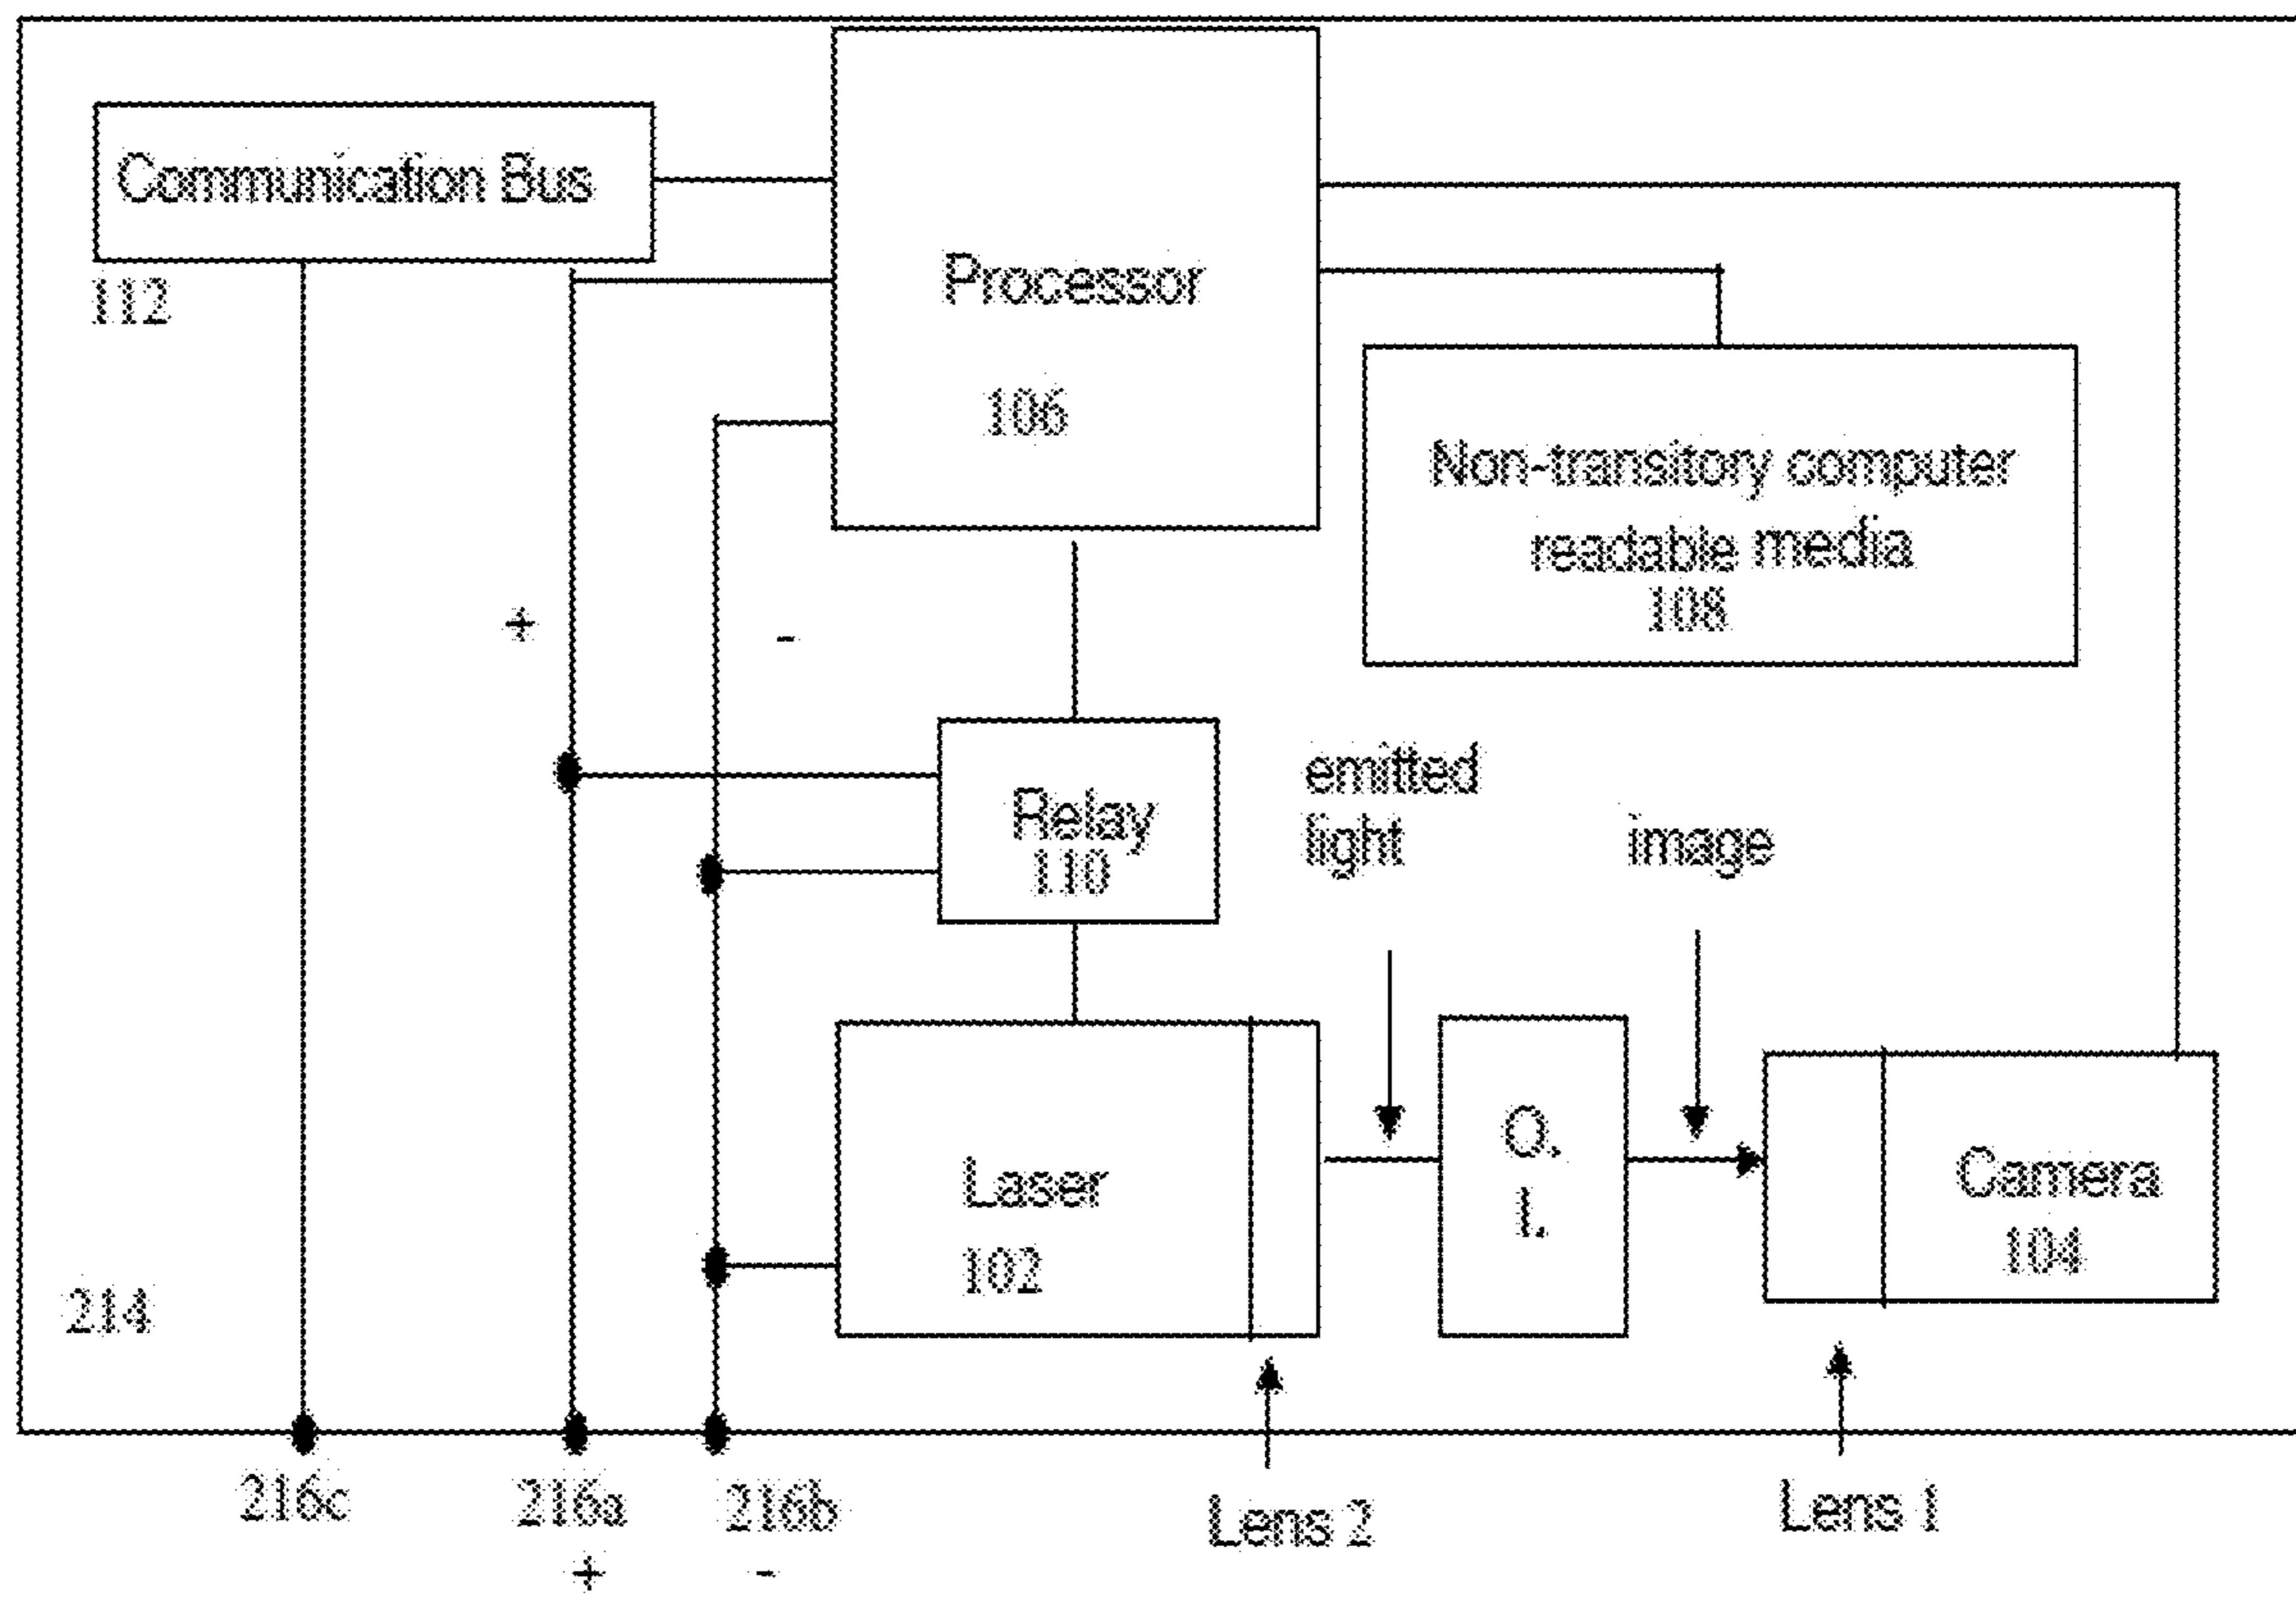 Communication Bus
112
Processor
106
Non-transitory computer
readable media
108
+
-
Relay
110
emitted
light
image
Laser
102
O.
I.
Camera
104
214
216c
216a
216b
+
-
Lens 2
Lens 1